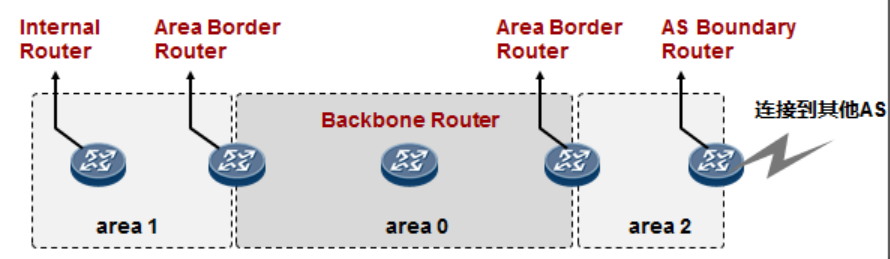 Internal
Router
Area Border
Router
Area Border
Router
AS Boundary
Router
Backbone Router
连接到其他AS
area 1
area 0
area 2